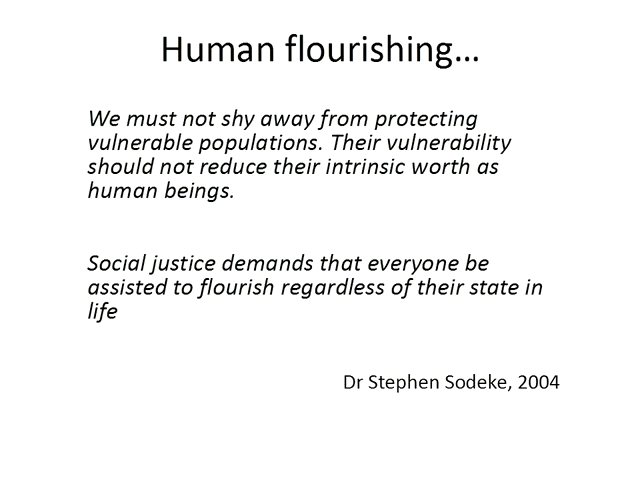 Human flourishing...
We must not shy away from protecting
vulnerable populations. Their vulnerability
should not reduce their intrinsic worth as
human beings.
Social justice demands that everyone be
assisted to flourish regardless of their state in
life
Dr Stephen Sodeke, 2004